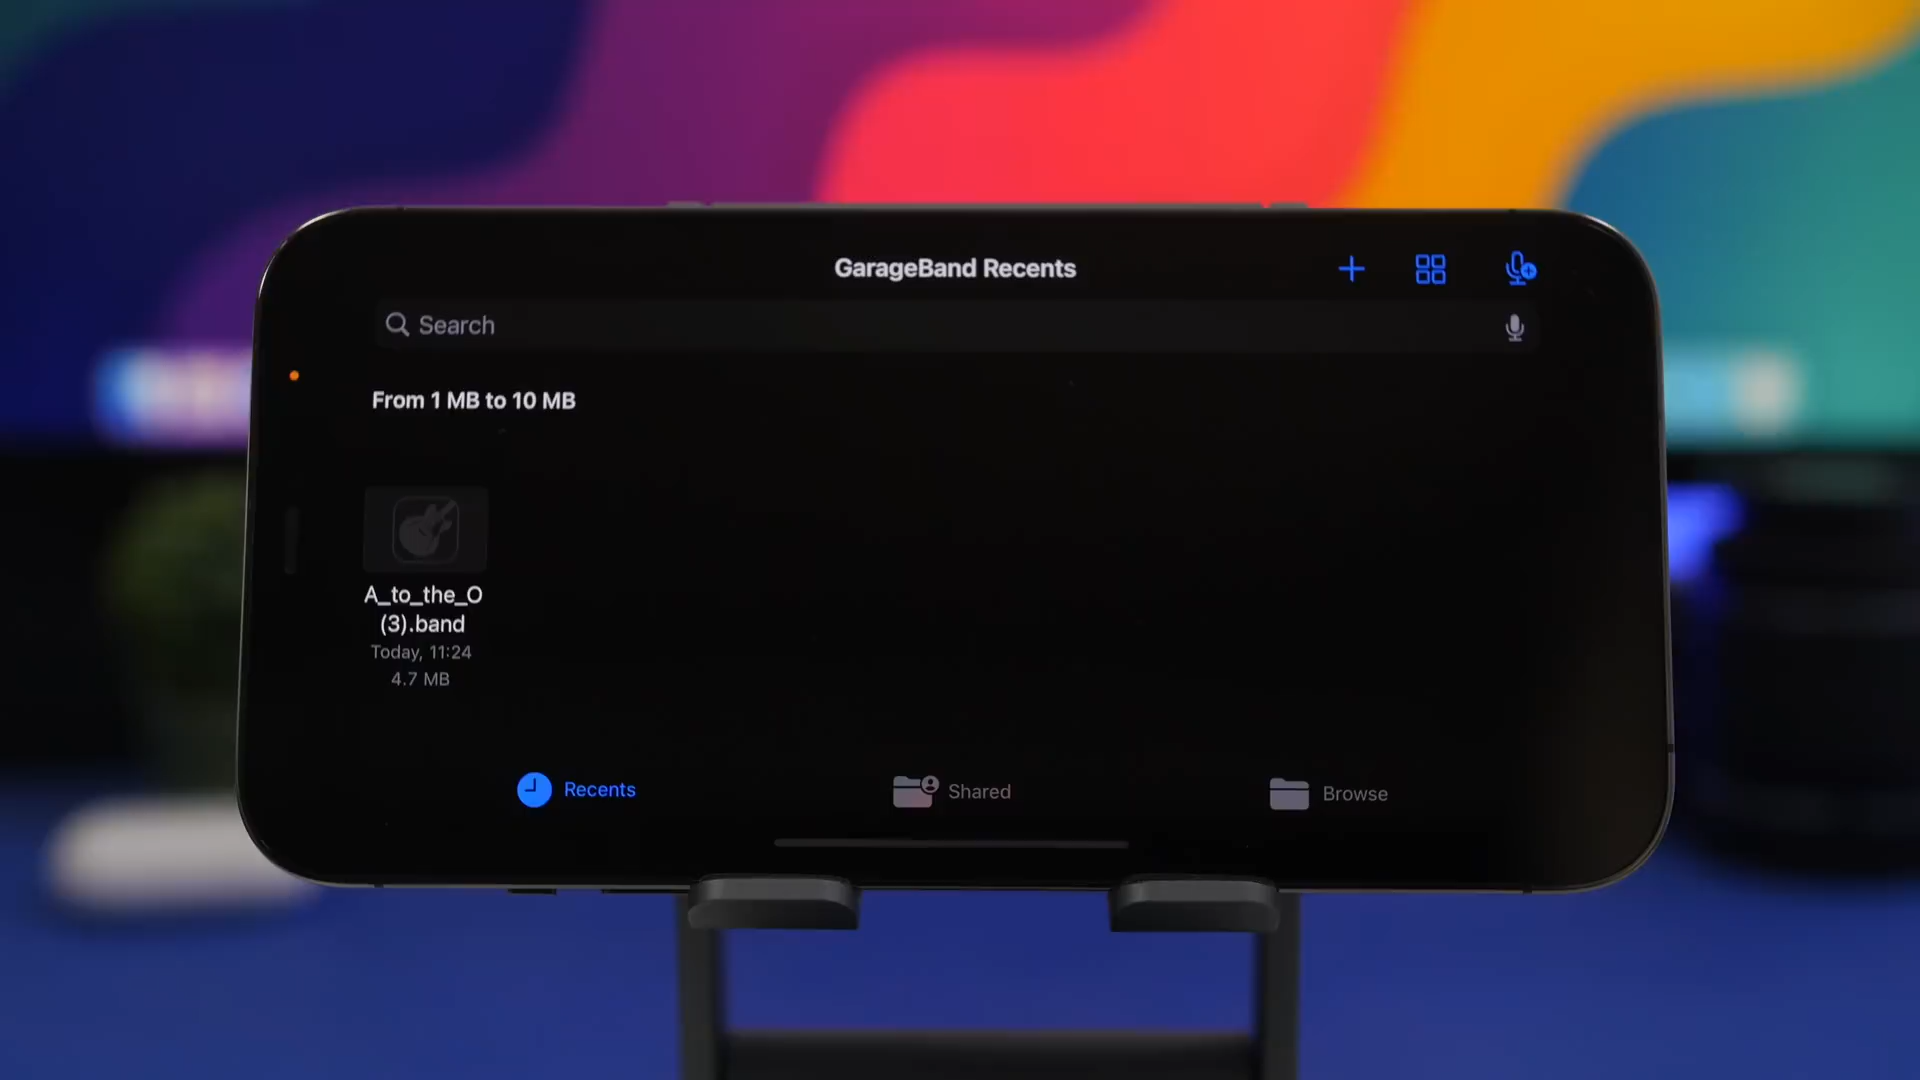 GarageBand Recents
Search
From 1 MB to 10 MB
A_to_the_O
(3).band
Today, 11:24
4.7 MB
Recents
Shared
Browse